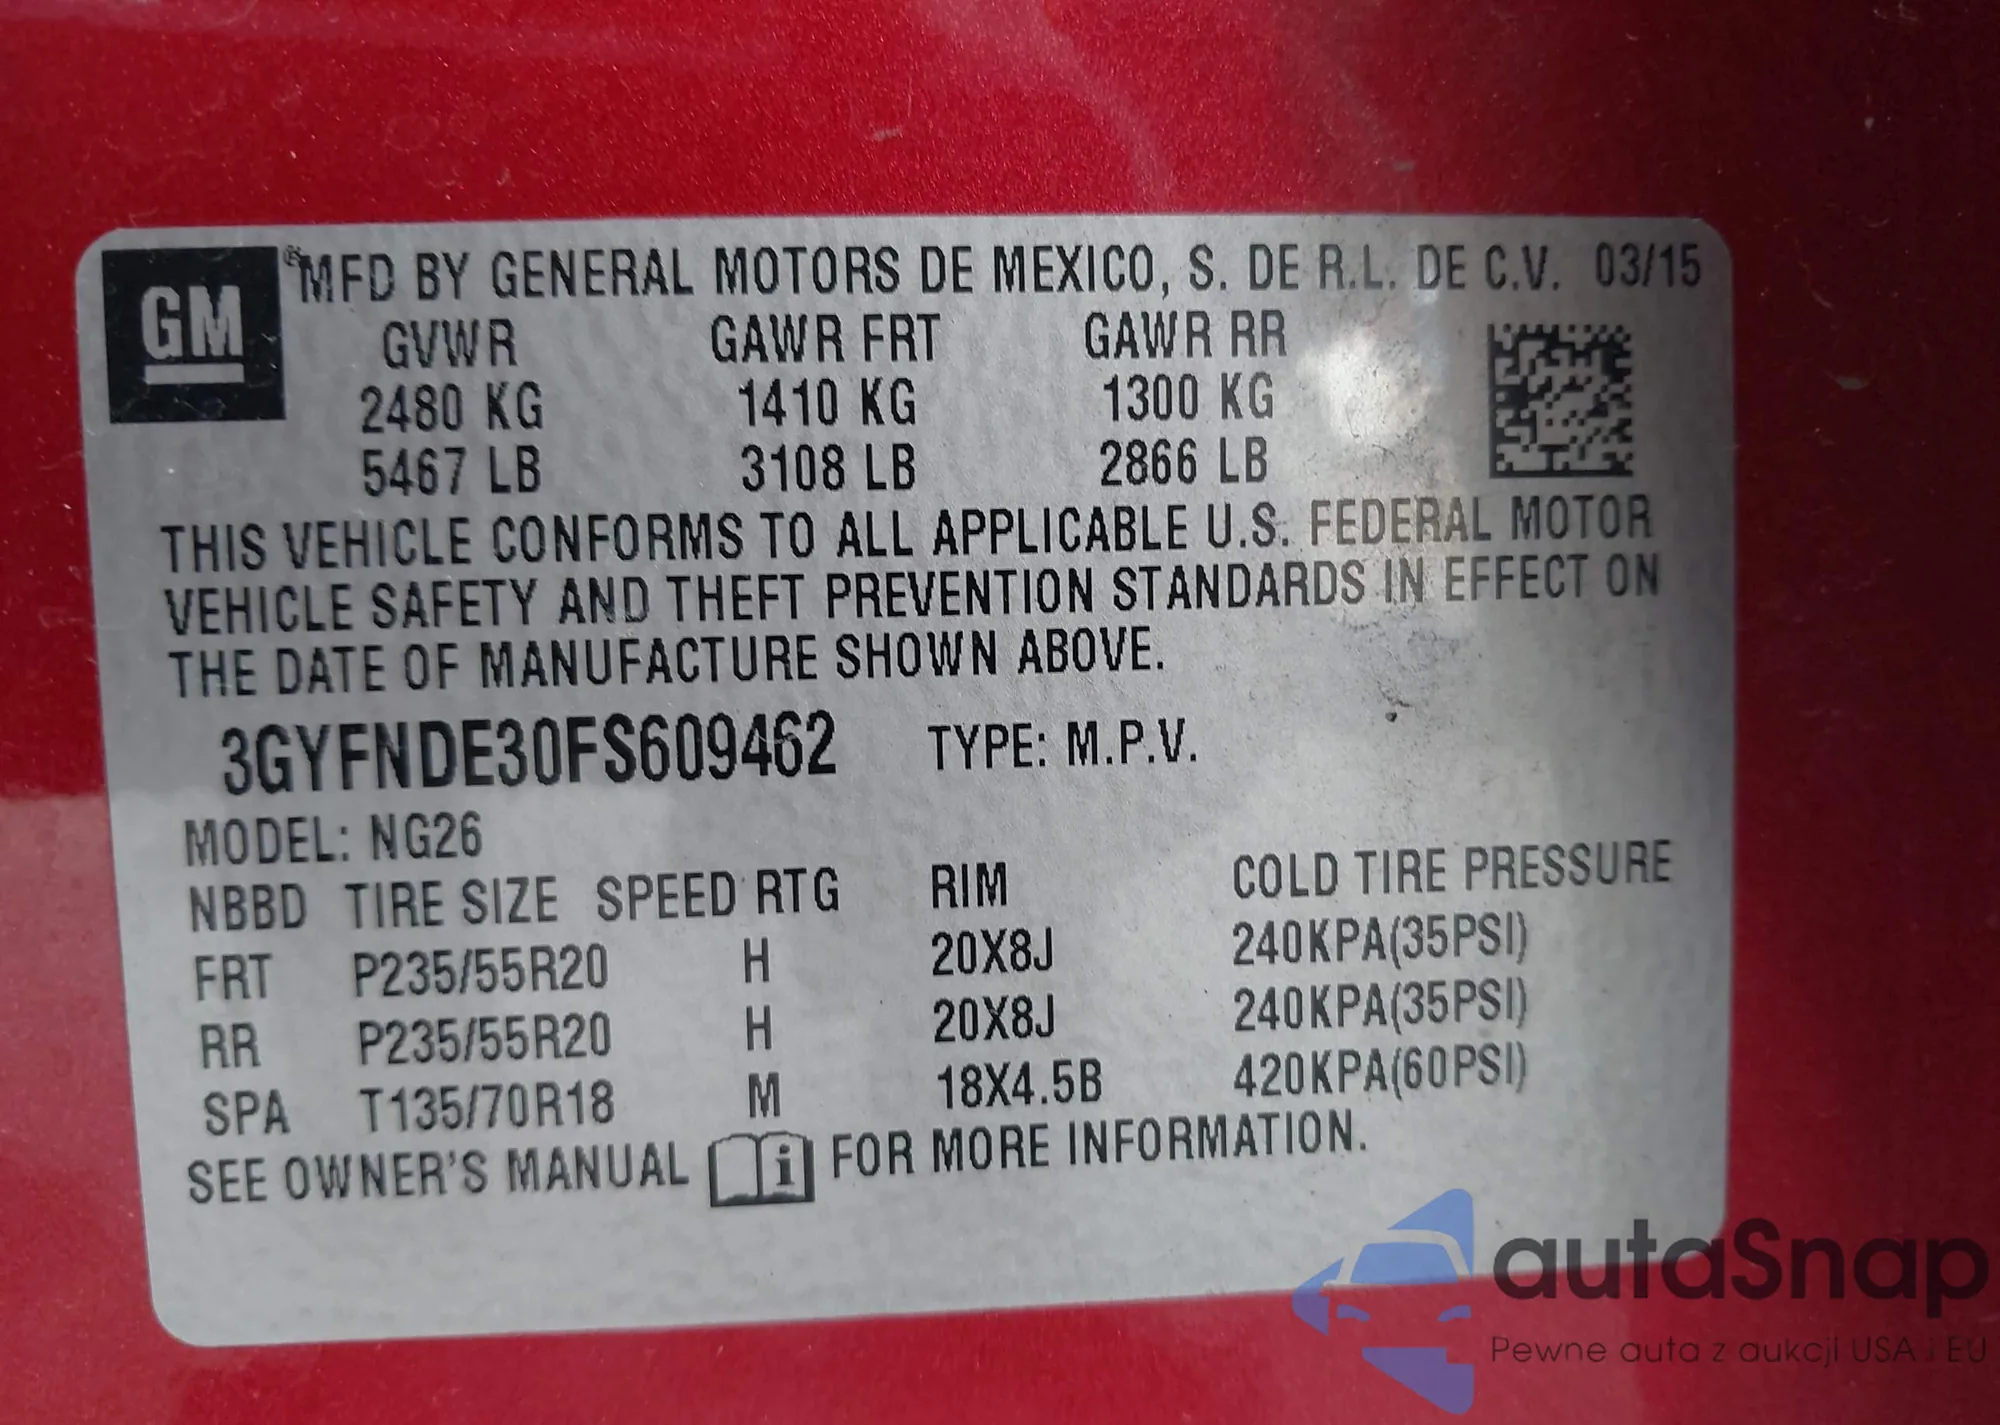 GM
®MFD BY GENERAL MOTORS DE MEXICO, S. DE R.L. DE C.V. 03/15
GVWR GAWR FRT GAWR RR
2480 KG 1410 KG 1300 KG
5467 LB 3108 LB 2866 LB
THIS VEHICLE CONFORMS TO ALL APPLICABLE U.S. FEDERAL MOTOR
VEHICLE SAFETY AND THEFT PREVENTION STANDARDS IN EFFECT ON
THE DATE OF MANUFACTURE SHOWN ABOVE.
3GYFNDE30FS609462 TYPE: M.P.V.
MODEL: NG26
NBBD TIRE SIZE SPEED RTG RIM COLD TIRE PRESSURE
FRT P235/55R20 H 20X8J 240KPA(35PSI)
RR P235/55R20 H 20X8J 240KPA(35PSI)
SPA T135/70R18 M 18X4.5B 420KPA(60PSI)
SEE OWNER'S MANUAL i FOR MORE INFORMATION.
autaSnap
Pewne auta z aukcji USA i EU